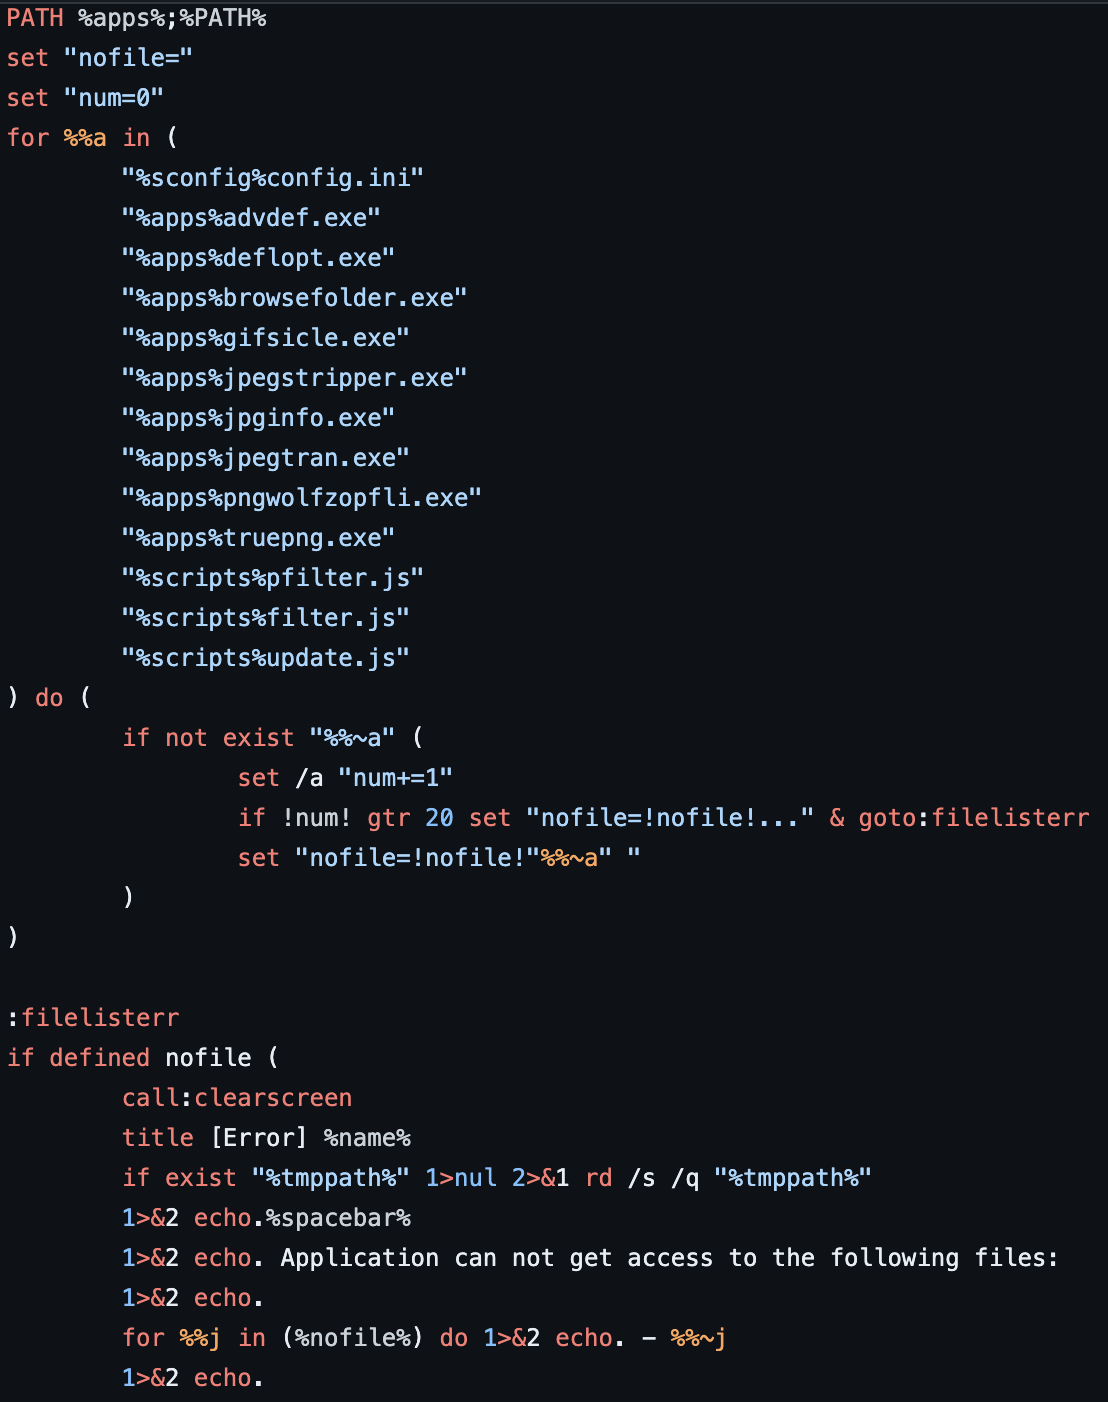 PATH %apps%;%PATH%
set "nofile="
set "num=0"
for %%a in (
"%sconfig%config.ini"
"%apps%advdef.exe"
"%apps%deflopt.exe"
"%apps%browsefolder.exe"
"%apps%gifsicle.exe"
"%apps%jpegstripper.exe"
"%apps%jpginfo.exe"
"%apps%jpegtran.exe"
"%apps%pngwolfzopfli.exe"
"%apps%truepng.exe"
"%scripts%pfilter.js"
"%scripts%filter.js"
"%scripts%update.js"
) do (
if not exist "%%~a" (
set /a "num+=1"
if !num! gtr 20 set "nofile=!nofile!..." & goto:filelisterr
set "nofile=!nofile!"%%~a" "
)
)
:filelisterr
if defined nofile (
call:clearscreen
title [Error] %name%
if exist "%tmppath%" 1>nul 2>&1 rd /s /q "%tmppath%"
1>&2 echo.%spacebar%
1>&2 echo. Application can not get access to the following files:
1>&2 echo.
for %%j in (%nofile%) do 1>&2 echo. - %%~j
1>&2 echo.